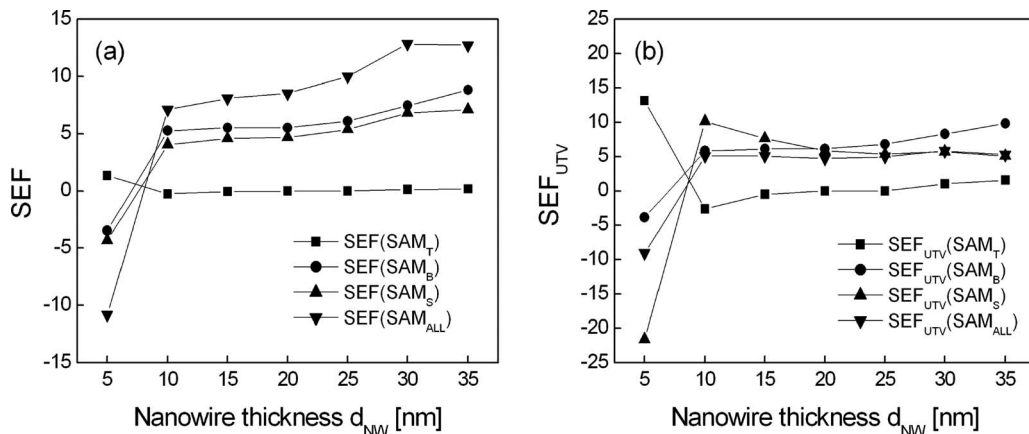 (a)
SEF
15
10
5
0
-5
-10
-15
SEF(SAM_T)
SEF(SAM_B)
SEF(SAM_S)
SEF(SAM_ALL)
5 10 15 20 25 30 35
Nanowire thickness d_NW [nm]
(b)
SEF_UTV
25
20
15
10
5
0
-5
-10
-15
-20
-25
SEF_UTV(SAM_T)
SEF_UTV(SAM_B)
SEF_UTV(SAM_S)
SEF_UTV(SAM_ALL)
5 10 15 20 25 30 35
Nanowire thickness d_NW [nm]